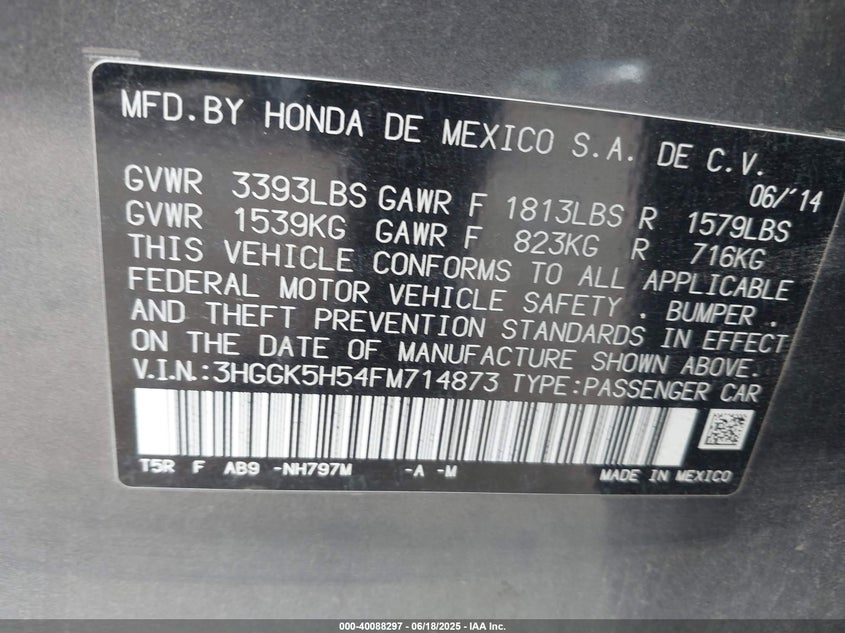 MFD.BY HONDA DE MEXICO S.A. DE C.V.
06/'14
GVWR 3393LBS GAWR F 1813LBS R 1579LBS
GVWR 1539KG GAWR F 823KG R 716KG
THIS VEHICLE CONFORMS TO ALL APPLICABLE
FEDERAL MOTOR VEHICLE SAFETY , BUMPER ,
AND THEFT PREVENTION STANDARDS IN EFFECT
ON THE DATE OF MANUFACTURE SHOWN ABOVE.
V.I.N.:3HGGK5H54FM714873 TYPE:PASSENGER CAR
T5R F AB9 -NH797M -A -M
MADE IN MEXICO
000-40088297 - 06/18/2025 - IAA Inc.